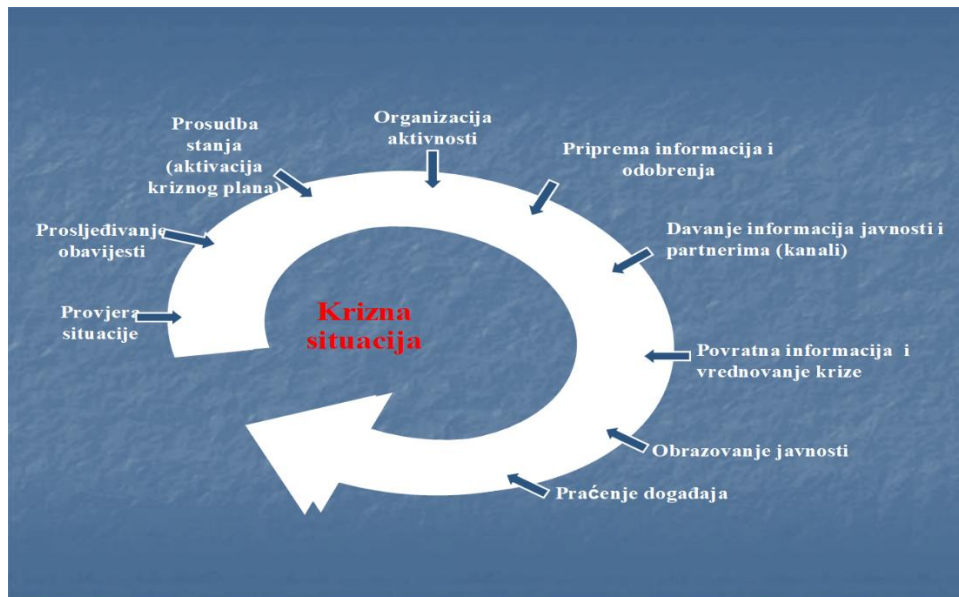 Organizacija
aktivnosti
Prosudba
stanja
(aktivacija
kriznog plana)
Priprema informacija i
odobrenja
Prosljeđivanje
obavijesti
Davanje informacija javnosti i
partnerima (kanali)
Provjera
situacije
Krizna
situacija
Povratna informacija i
vrednovanje krize
Obrazovanje javnosti
Praćenje događaja